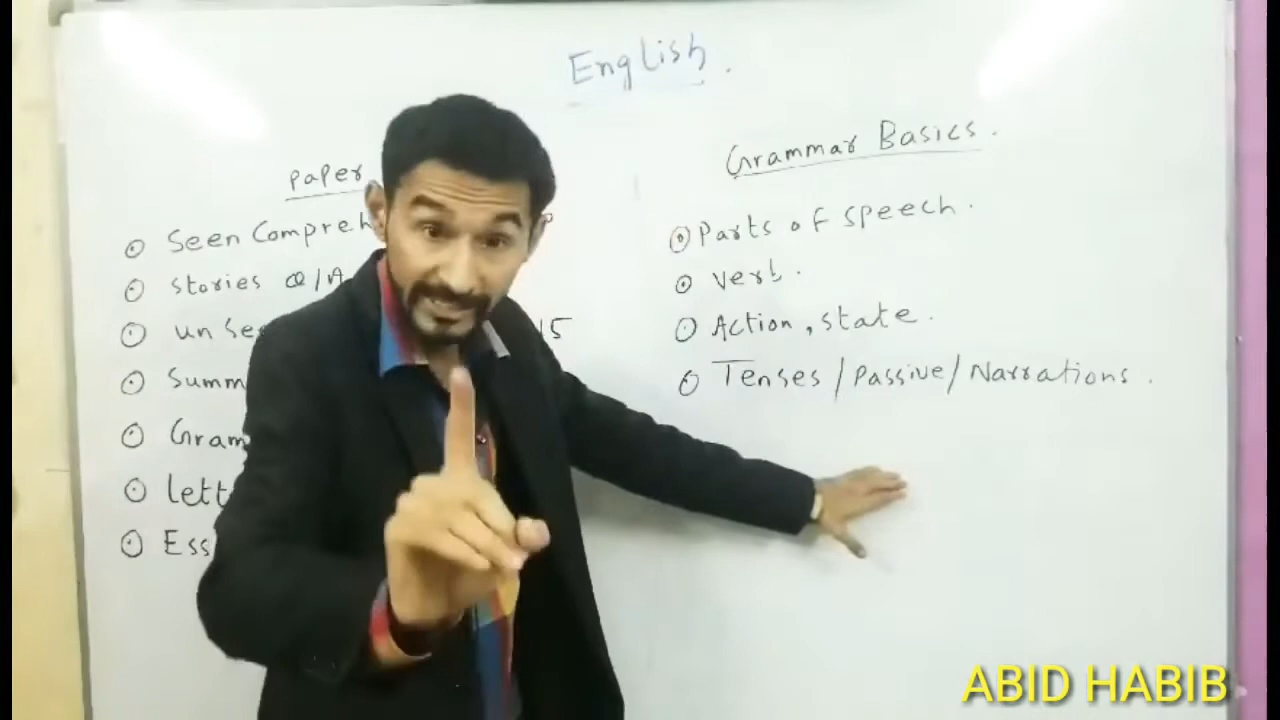 English.
paper
Seen Compreh
Stories Q/A
un See
15
Summ
Gram
Lett
Ess
Grammar Basics.
Parts of Speech.
Verb.
Action, state.
Tenses / Passive / Narrations.
ABID HABIB